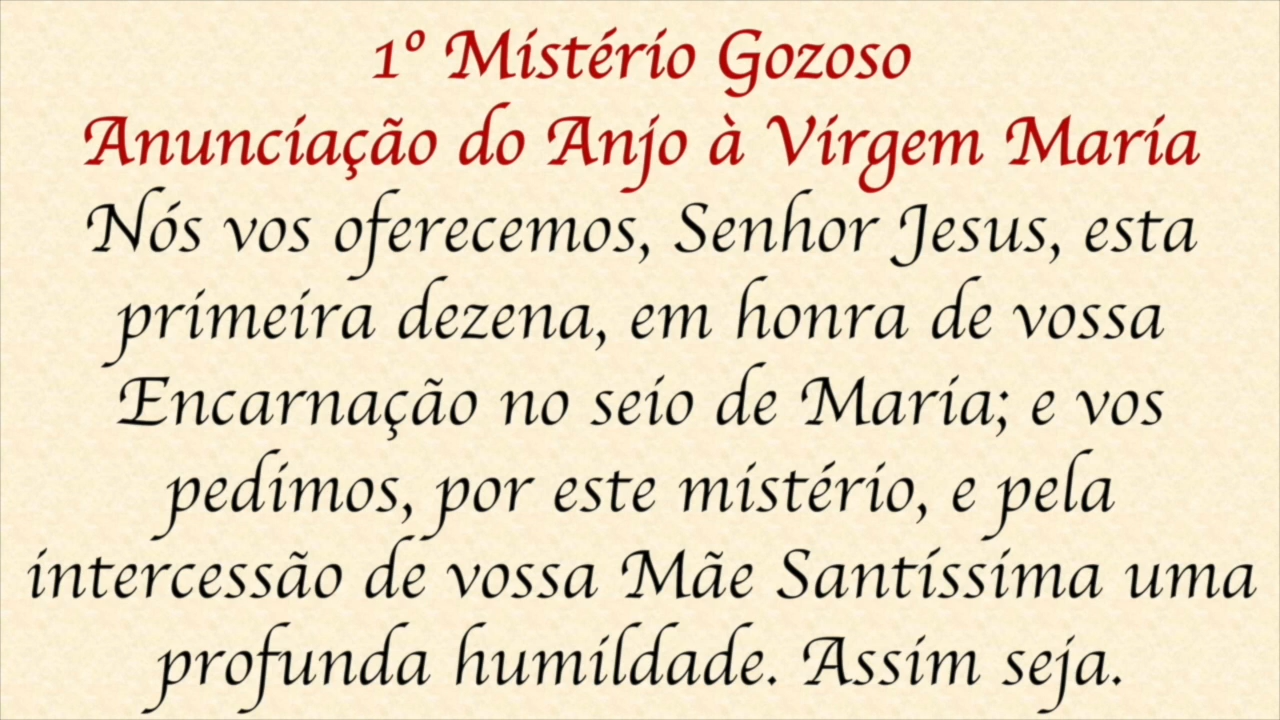 1º Mistério Gozoso
Anunciação do Anjo à Virgem Maria
Nós vos oferecemos, Senhor Jesus, esta
primeira dezena, em honra de vossa
Encarnação no seio de Maria; e vos
pedimos, por este mistério, e pela
intercessão de vossa Mãe Santíssima uma
profunda humildade. Assim seja.